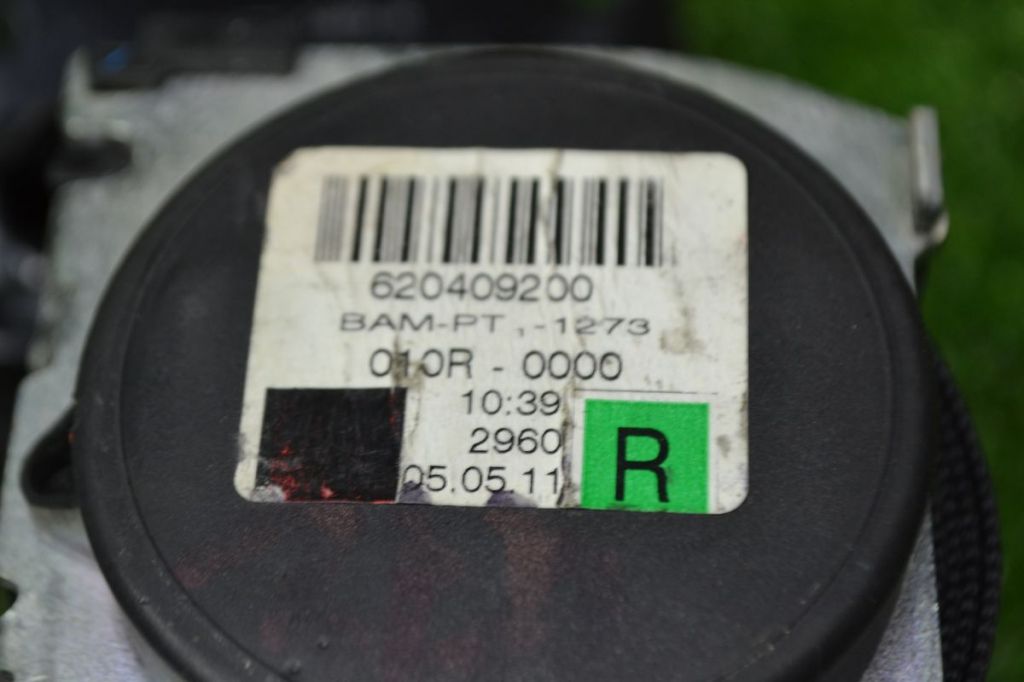 620409200
BAM-PT ,-1273
010R - 0000
10:39
2960
05.05.11
R